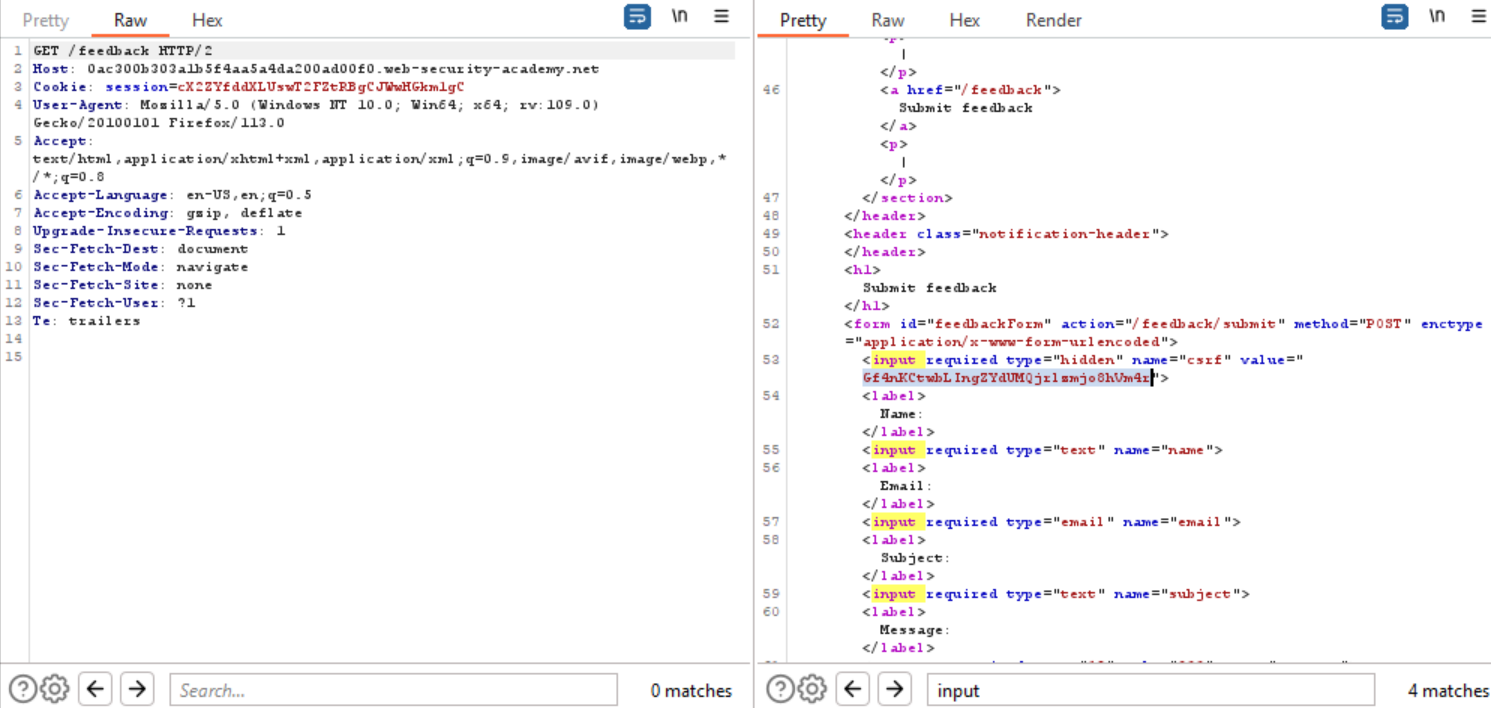 Pretty Raw Hex \n
1 GET /feedback HTTP/2
2 Host: 0ac300b303a1b5f4aa5a4da200ad00f0.web-security-academy.net
3 Cookie: session=cX2ZYfddXLUswT2FZtRBgCJWwHGkmlgC
4 User-Agent: Mozilla/5.0 (Windows NT 10.0; Win64; x64; rv:109.0)
Gecko/20100101 Firefox/113.0
5 Accept:
text/html,application/xhtml+xml,application/xml;q=0.9,image/avif,image/webp,*
/*;q=0.8
6 Accept-Language: en-US,en;q=0.5
7 Accept-Encoding: gzip, deflate
8 Upgrade-Insecure-Requests: 1
9 Sec-Fetch-Dest: document
10 Sec-Fetch-Mode: navigate
11 Sec-Fetch-Site: none
12 Sec-Fetch-User: ?1
13 Te: trailers
14
15
Search... 0 matches
Pretty Raw Hex Render \n
|
</p>
46 <a href="/feedback">
Submit feedback
</a>
<p>
|
</p>
47 </section>
48 </header>
49 <header class="notification-header">
50 </header>
51 <h1>
Submit feedback
</h1>
52 <form id="feedbackForm" action="/feedback/submit" method="POST" enctype
="application/x-www-form-urlencoded">
53 <input required type="hidden" name="csrf" value="
Gf4nKCtwbLIngZYdUMQjrlzmjo8hVm4r">
54 <label>
Name:
</label>
55 <input required type="text" name="name">
56 <label>
Email:
</label>
57 <input required type="email" name="email">
58 <label>
Subject:
</label>
59 <input required type="text" name="subject">
60 <label>
Message:
</label>
input 4 matches